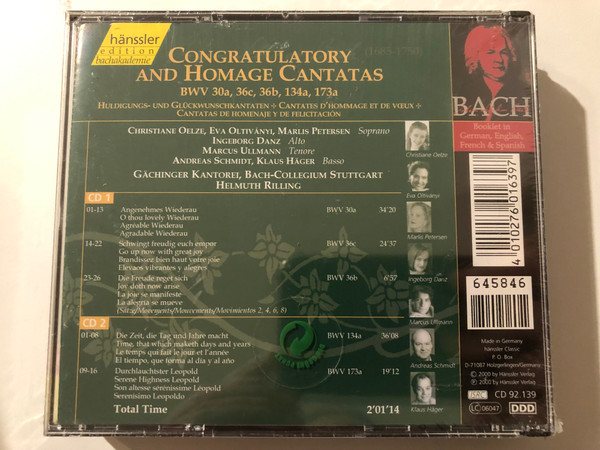 hänssler
edition
bachakademie
(1685-1750)
CONGRATULATORY
AND HOMAGE CANTATAS
BWV 30a, 36c, 36b, 134a, 173a
HULDIGUNGS- UND GLÜCKWUNSCHKANTATEN + CANTATES D'HOMMAGE ET DE VŒUX +
CANTATAS DE HOMENAJE Y DE FELICITACIÓN
BACH
Booklet in
German, English,
French & Spanish
CHRISTIANE OELZE, EVA OLTIVÁNYI, MARLIS PETERSEN Soprano
INGEBORG DANZ Alto
MARCUS ULLMANN Tenore
ANDREAS SCHMIDT, KLAUS HÄGER Basso
GÄCHINGER KANTOREI, BACH-COLLEGIUM STUTTGART
HELMUTH RILLING
Christiane Oelze
Eva Oltiványi
Marlis Petersen
Ingeborg Danz
Marcus Ullmann
Andreas Schmidt
Klaus Häger
CD 1
01-13 Angenehmes Wiederau BWV 30a 34'20
O thou lovely Wiederau
Agréable Wiederau
Agradable Wiederau
14-22 Schwingt freudig euch empor BWV 36c 24'37
Go up now with great joy
Brandissez bien haut votre joie
Elevaos vibrantes y alegres
23-26 Die Freude reget sich BWV 36b 6'57
Joy doth now arise
La joie se manifeste
La alegría se mueve
(Sätze/Movements/Mouvements/Movimientos 2, 4, 6, 8)
CD 2
01-08 Die Zeit, die Tag und Jahre macht BWV 134a 36'08
Time, that which maketh days and years
Le temps qui fait le jour et l'année
El tiempo, que forma al día y al año
09-16 Durchlauchtster Leopold BWV 173a 19'12
Serene Highness Leopold
Son altesse sérénissime Léopold
Serenísimo Leopoldo
Total Time 2'01'14
4 010276 016397
645846
Made in Germany
hänssler Classic
P. O. Box
D-71087 Holzgerlingen/Germany
© 2000 by Hänssler Verlag
℗ 2000 by Hänssler Verlag
ISRC CD 92.139
LC 06047 DDD